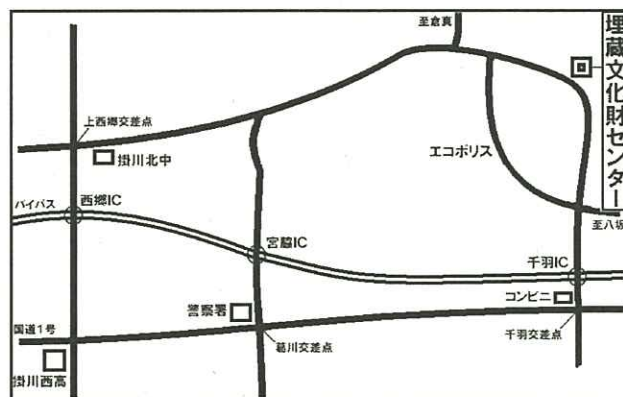 至倉真
埋蔵文化財センター
上西郷交差点
掛川北中
エコポリス
バイパス
西郷IC
至八坂
宮脇IC
千羽IC
コンビニ
警察署
国道1号
葛川交差点
千羽交差点
掛川西高